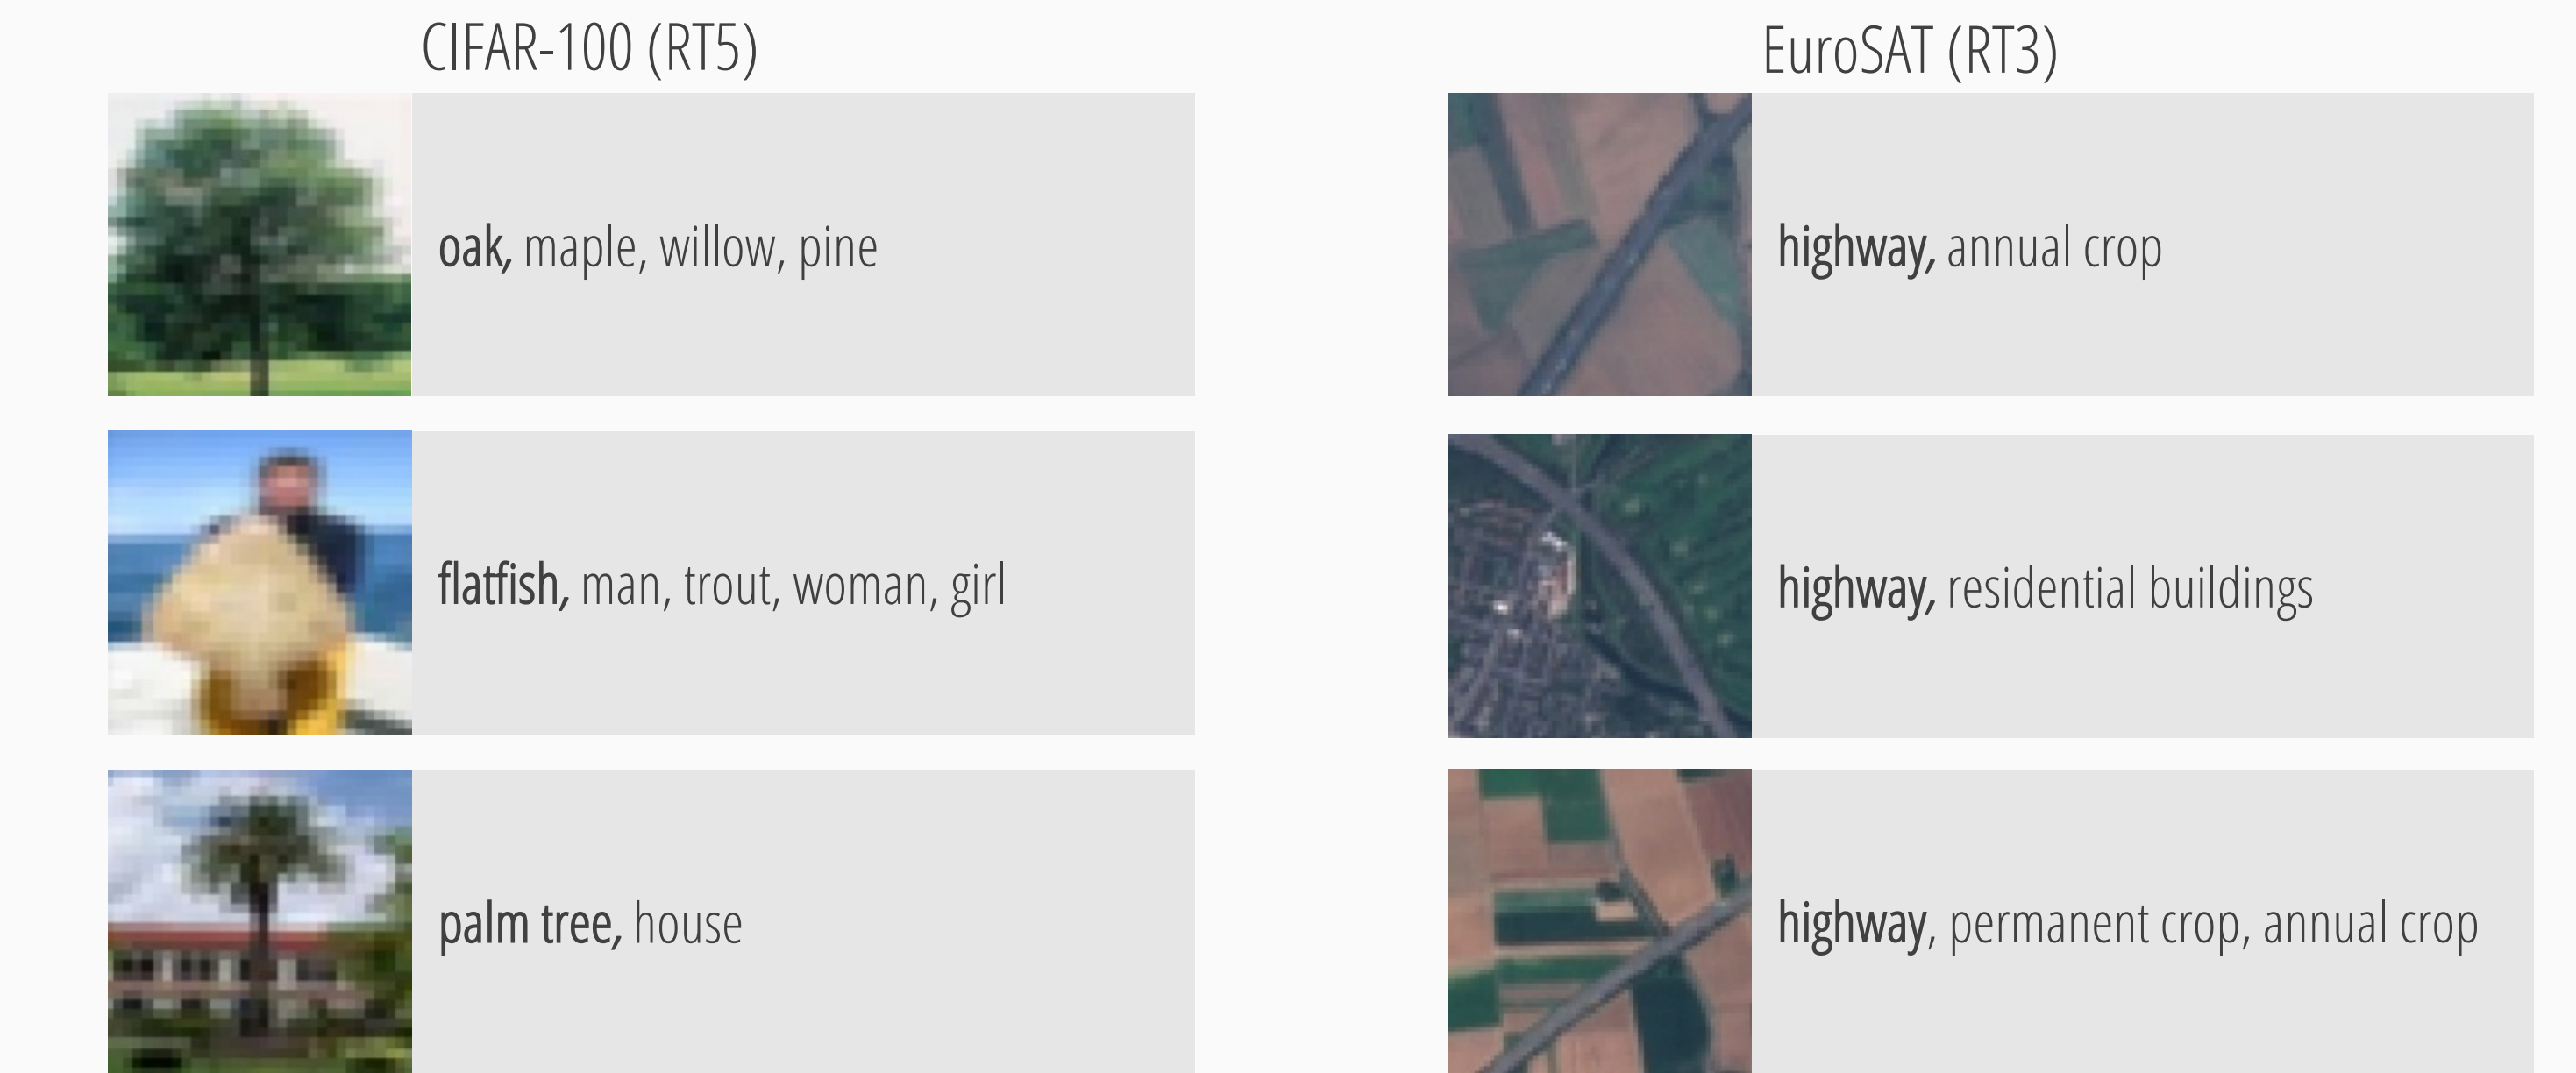 CIFAR-100 (RT5)
oak, maple, willow, pine
flatfish, man, trout, woman, girl
palm tree, house
EuroSAT (RT3)
highway, annual crop
highway, residential buildings
highway, permanent crop, annual crop